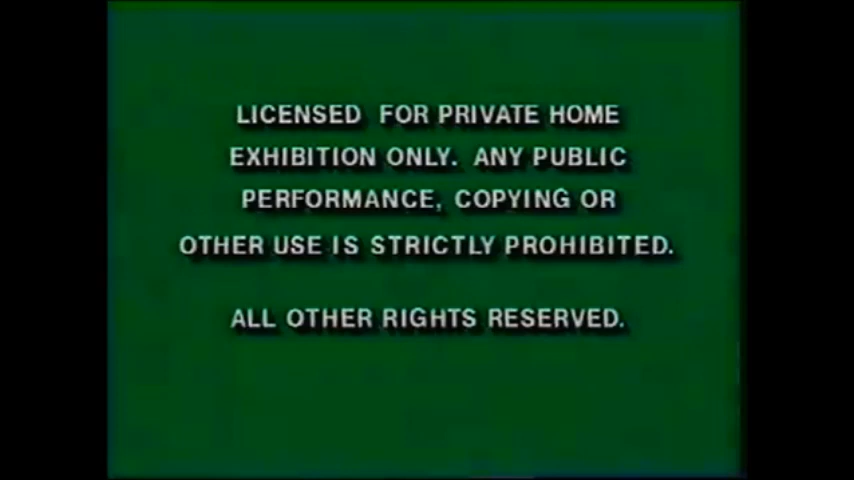 LICENSED FOR PRIVATE HOME
EXHIBITION ONLY. ANY PUBLIC
PERFORMANCE, COPYING OR
OTHER USE IS STRICTLY PROHIBITED.
ALL OTHER RIGHTS RESERVED.